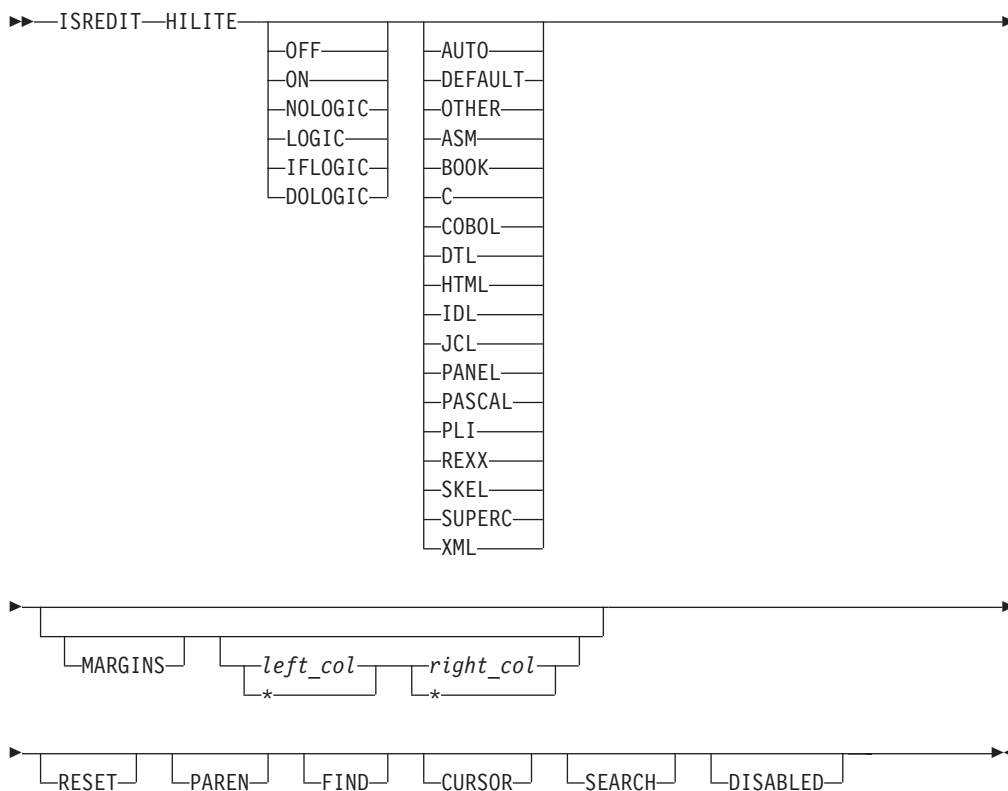 ISREDIT HILITE
OFF AUTO
ON DEFAULT
NOLOGIC OTHER
LOGIC ASM
IFLOGIC BOOK
DOLOGIC C
COBOL
DTL
HTML
IDL
JCL
PANEL
PASCAL
PLI
REXX
SKEL
SUPERC
XML
MARGINS left_col right_col
* *
RESET PAREN FIND CURSOR SEARCH DISABLED